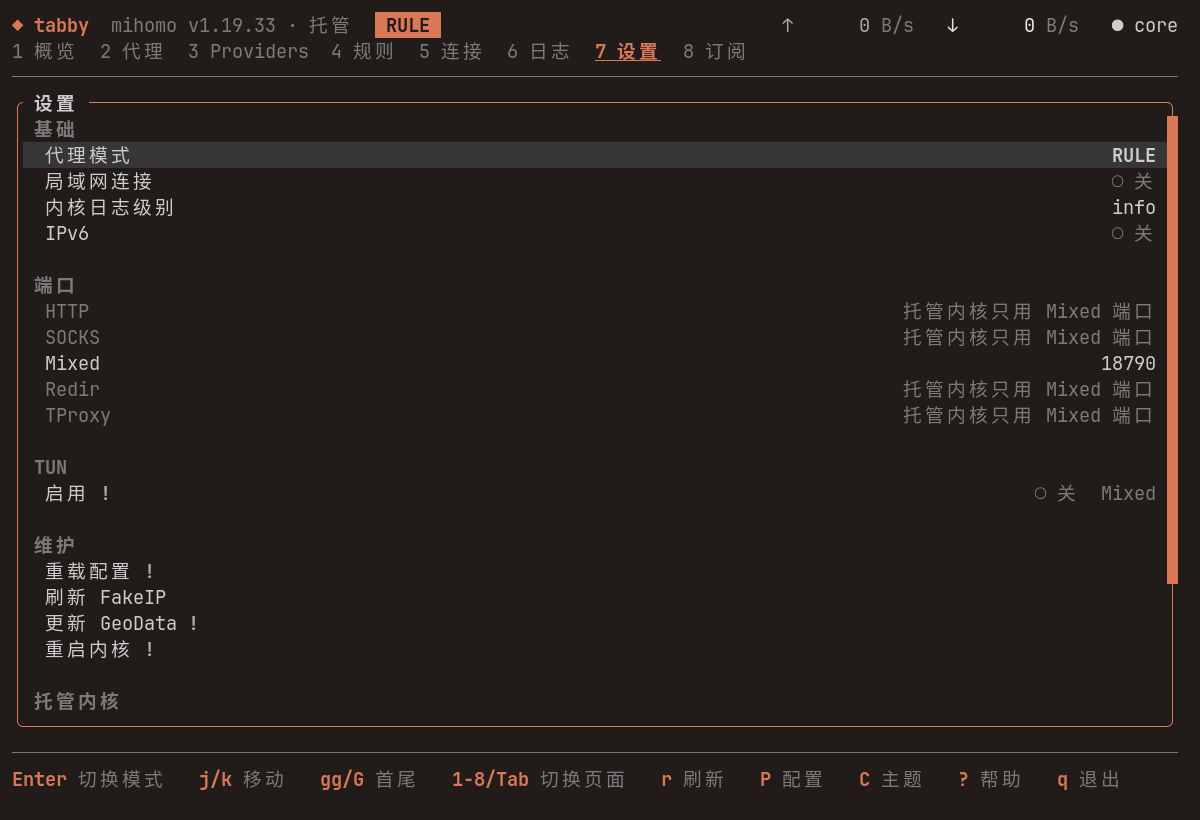 ◆ tabby mihomo v1.19.33 · 托管 RULE ↑ 0 B/s ↓ 0 B/s ● core
1 概览 2 代理 3 Providers 4 规则 5 连接 6 日志 7 设置 8 订阅
设置
基础
代理模式 RULE
局域网连接 ○ 关
内核日志级别 info
IPv6 ○ 关
端口
HTTP 托管内核只用 Mixed 端口
SOCKS 托管内核只用 Mixed 端口
Mixed 18790
Redir 托管内核只用 Mixed 端口
TProxy 托管内核只用 Mixed 端口
TUN
启用 ! ○ 关 Mixed
维护
重载配置 !
刷新 FakeIP
更新 GeoData !
重启内核 !
托管内核
Enter 切换模式 j/k 移动 gg/G 首尾 1-8/Tab 切换页面 r 刷新 P 配置 C 主题 ? 帮助 q 退出